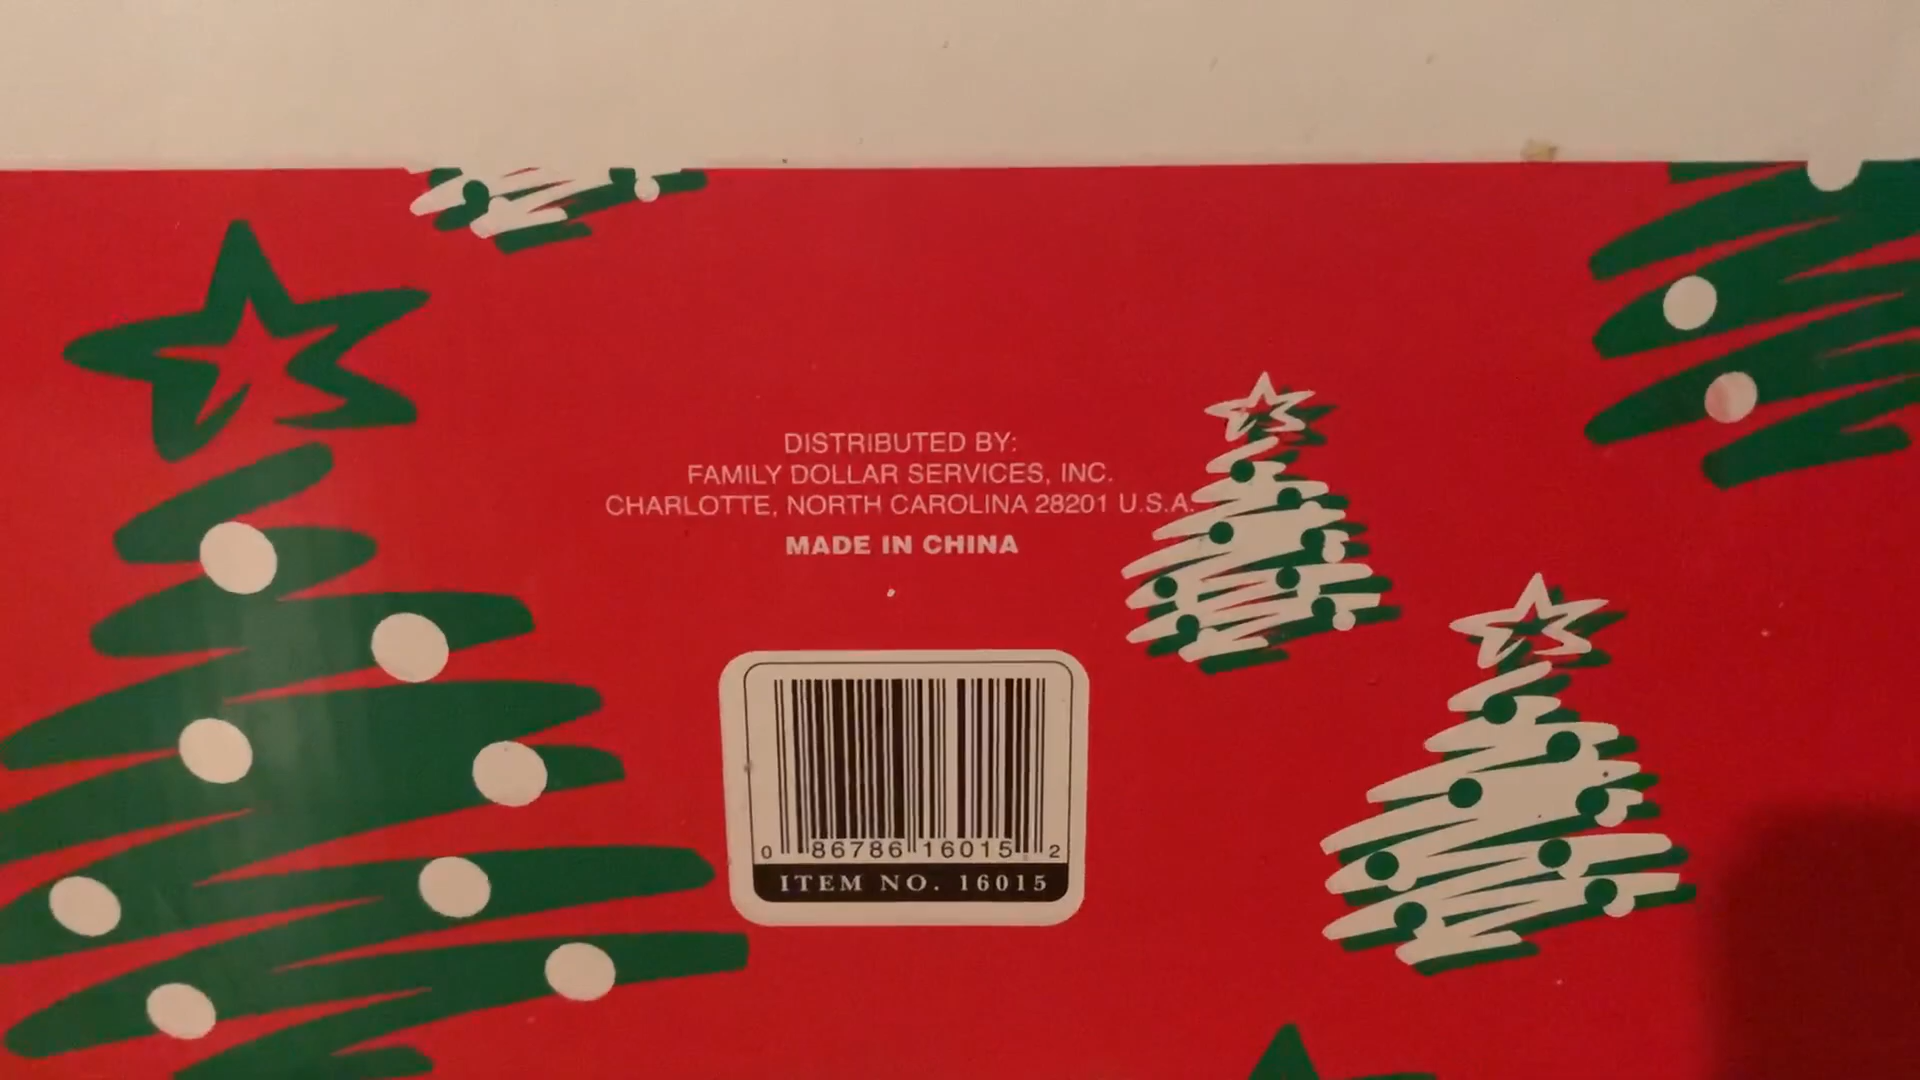 DISTRIBUTED BY:
FAMILY DOLLAR SERVICES, INC.
CHARLOTTE, NORTH CAROLINA 28201 U.S.A.
MADE IN CHINA
0 86786 16015 2
ITEM NO. 16015